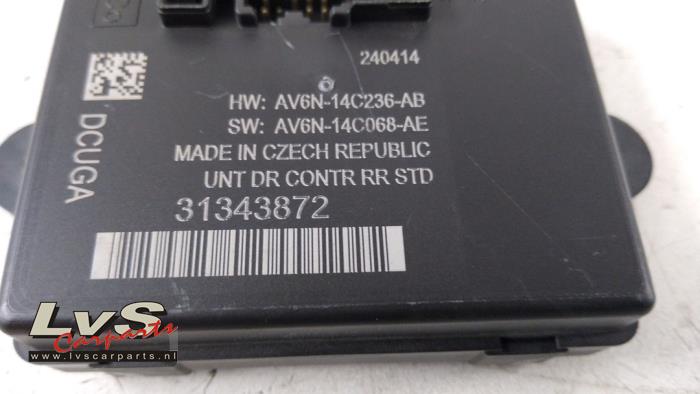 240414
HW: AV6N-14C236-AB
SW: AV6N-14C068-AE
MADE IN CZECH REPUBLIC
UNT DR CONTR RR STD
31343872
DCUGA
LvS
Carparts
www.lvscarparts.nl